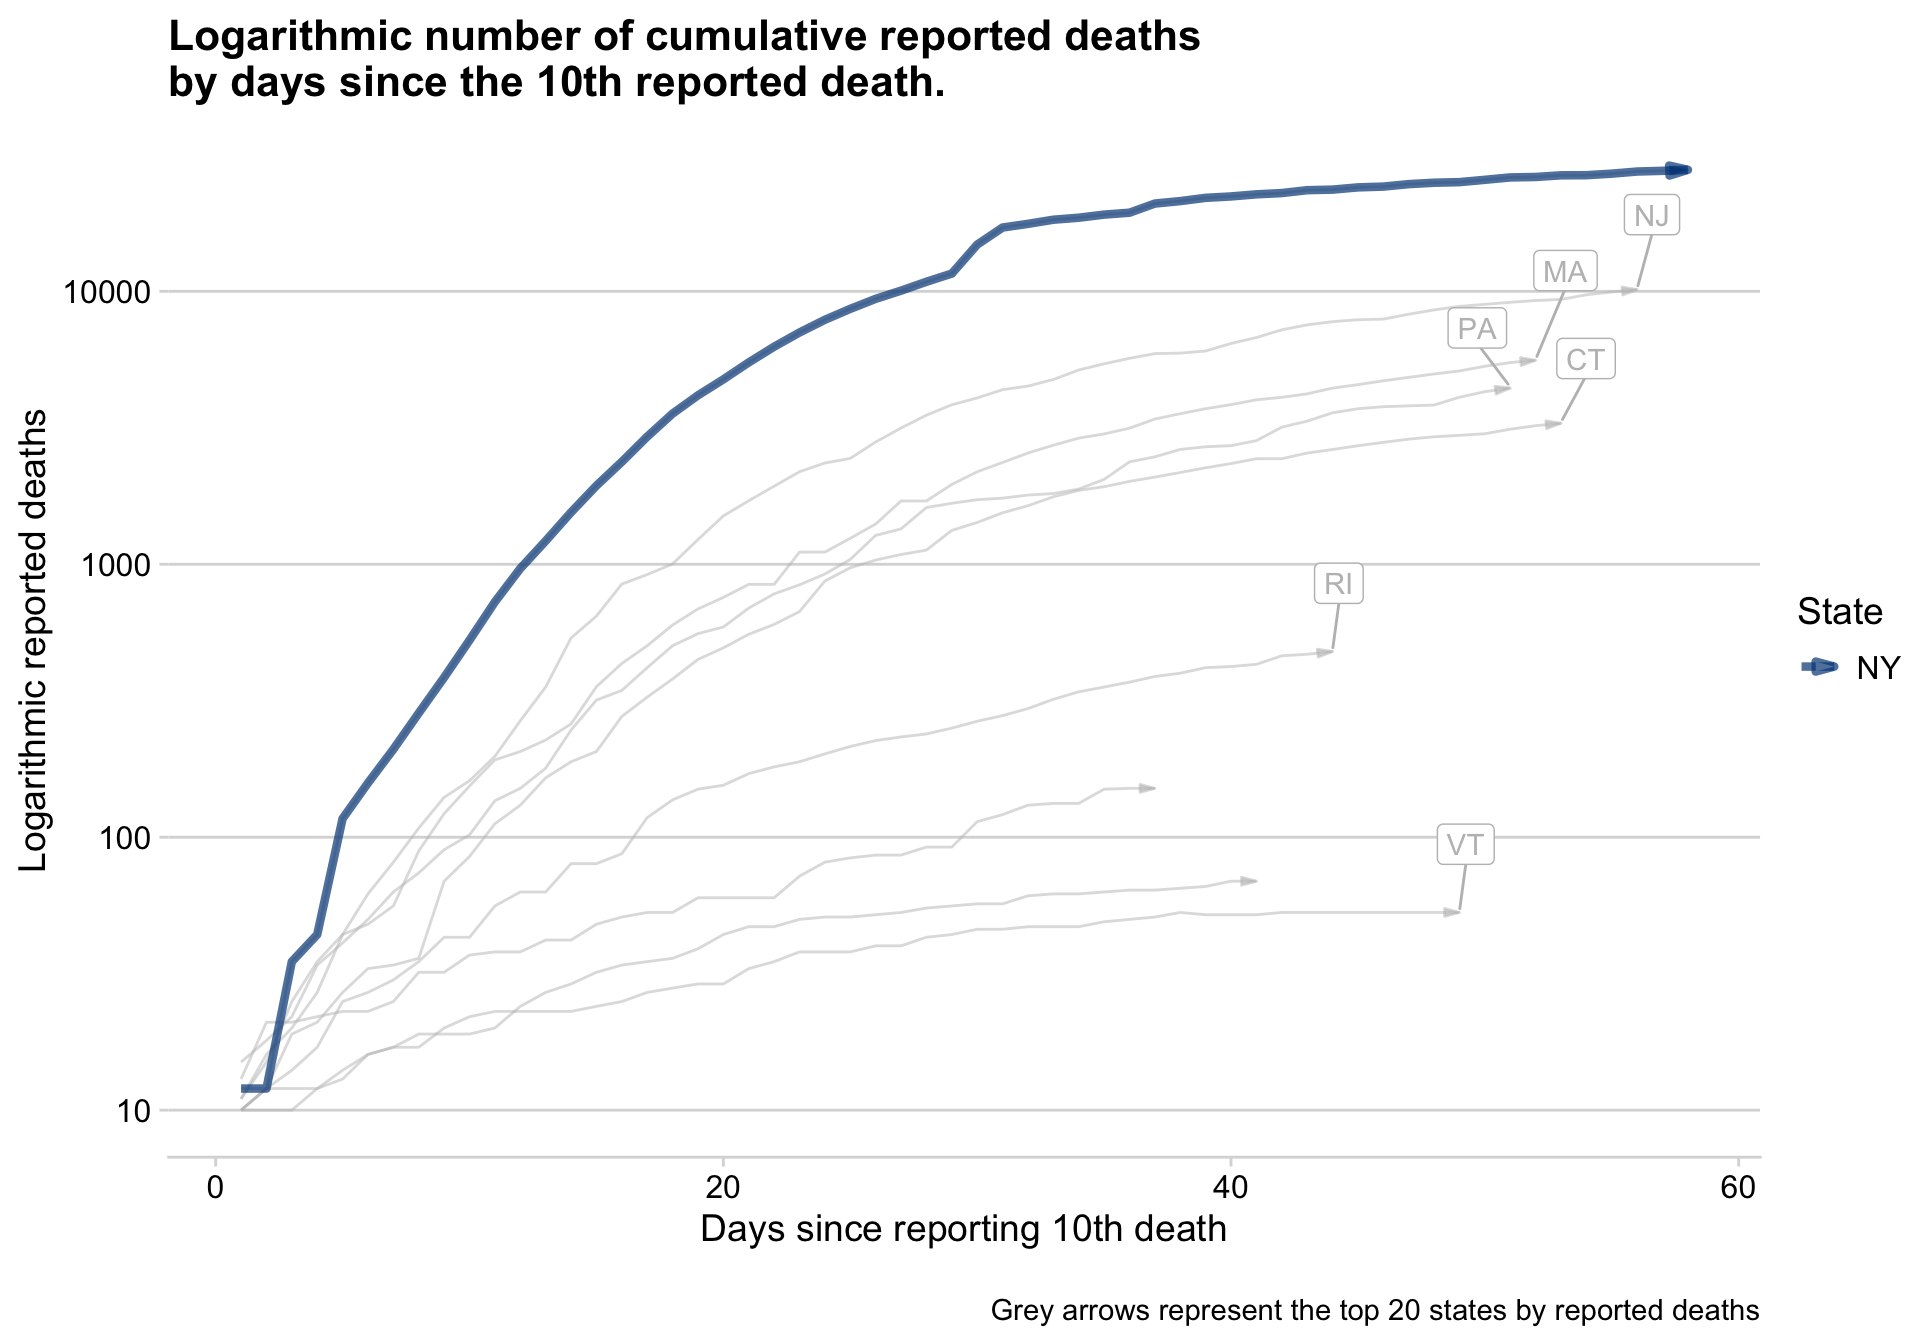 Logarithmic number of cumulative reported deaths
by days since the 10th reported death.
Logarithmic reported deaths
10000
1000
100
10
NJ
MA
PA
CT
RI
VT
State
NY
0
20
40
60
Days since reporting 10th death
Grey arrows represent the top 20 states by reported deaths